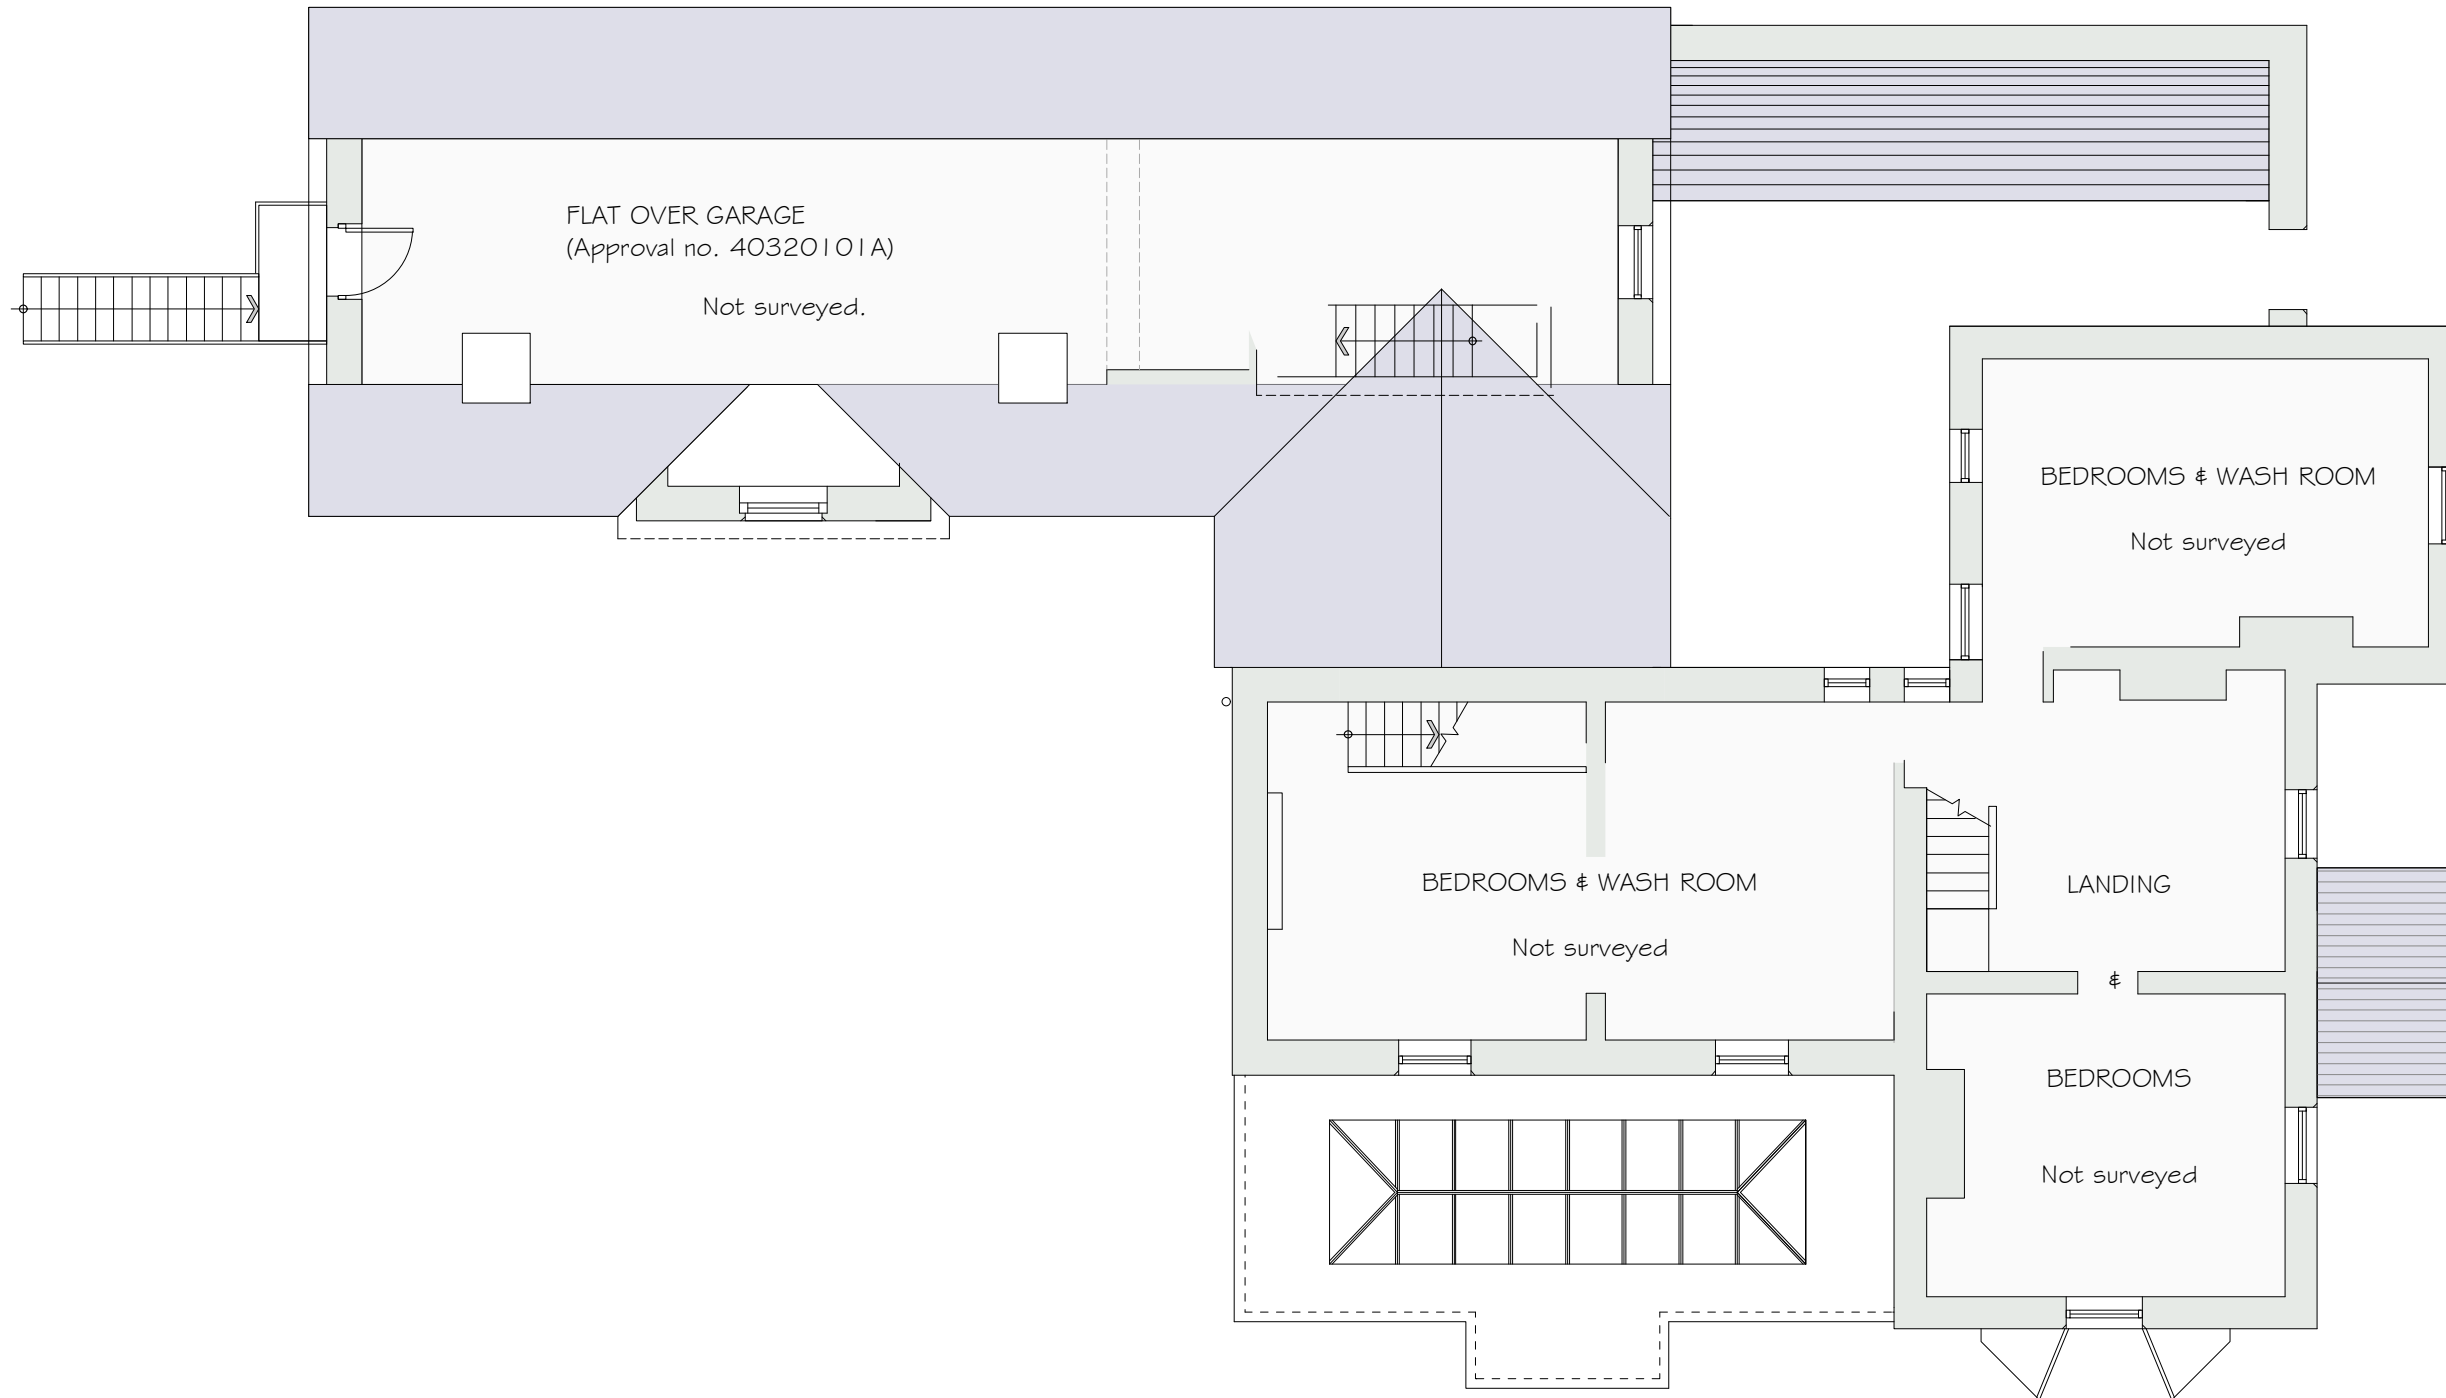 FLAT OVER GARAGE
(Approval no. 40320101A)
Not surveyed.
BEDROOMS & WASH ROOM
Not surveyed
BEDROOMS & WASH ROOM
Not surveyed
LANDING
&
BEDROOMS
Not surveyed